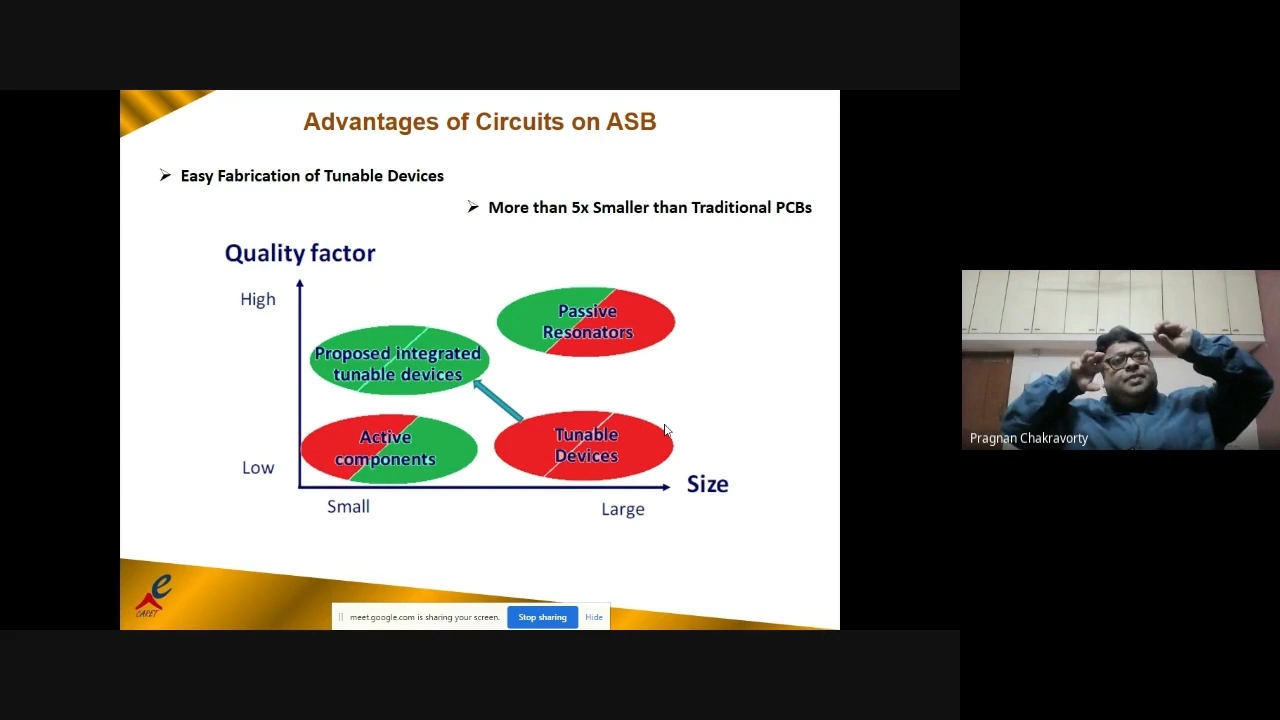 Advantages of Circuits on ASB
Easy Fabrication of Tunable Devices
More than 5x Smaller than Traditional PCBs
Quality factor
High
Passive
Resonators
Proposed integrated
tunable devices
Active
components
Tunable
Devices
Low
Size
Small
Large
e
CARET
meet.google.com is sharing your screen.
Stop sharing
Hide
Pragnan Chakravorty